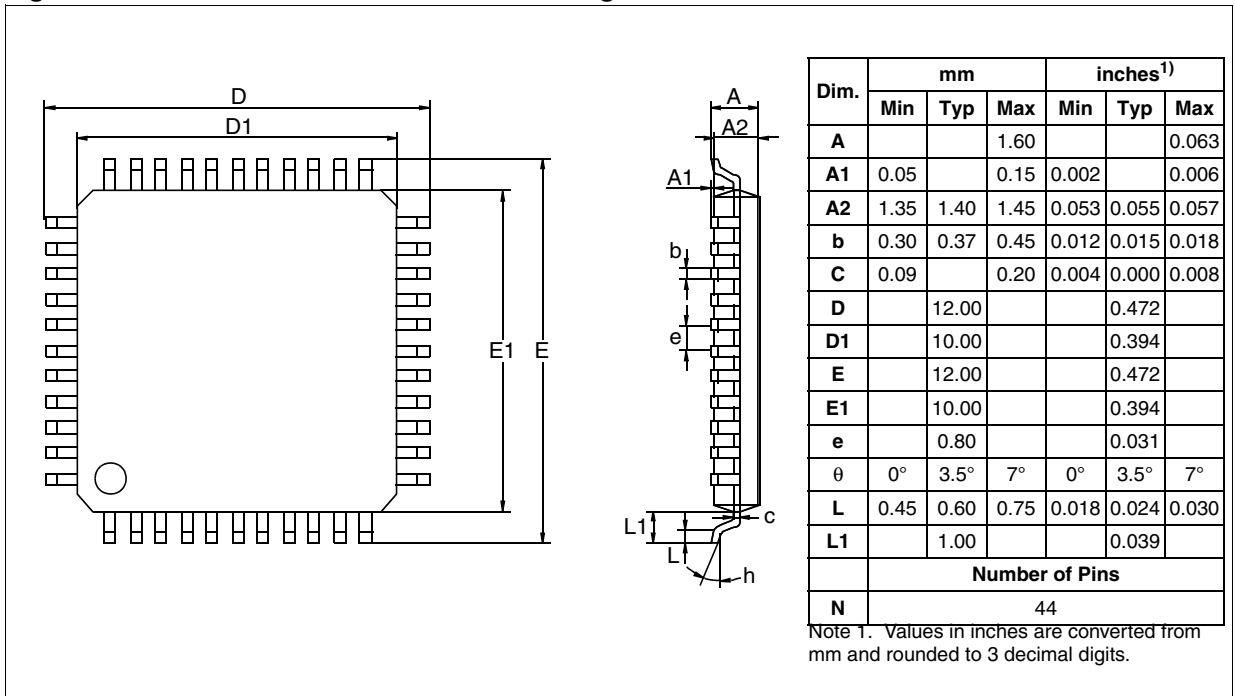 D
D1
E1
E
A
A2
A1
b
e
c
L1
L
h
Dim. mm inches1)
Min Typ Max Min Typ Max
A 1.60 0.063
A1 0.05 0.15 0.002 0.006
A2 1.35 1.40 1.45 0.053 0.055 0.057
b 0.30 0.37 0.45 0.012 0.015 0.018
C 0.09 0.20 0.004 0.000 0.008
D 12.00 0.472
D1 10.00 0.394
E 12.00 0.472
E1 10.00 0.394
e 0.80 0.031
θ 0° 3.5° 7° 0° 3.5° 7°
L 0.45 0.60 0.75 0.018 0.024 0.030
L1 1.00 0.039
Number of Pins
N 44
Note 1. Values in inches are converted from
mm and rounded to 3 decimal digits.